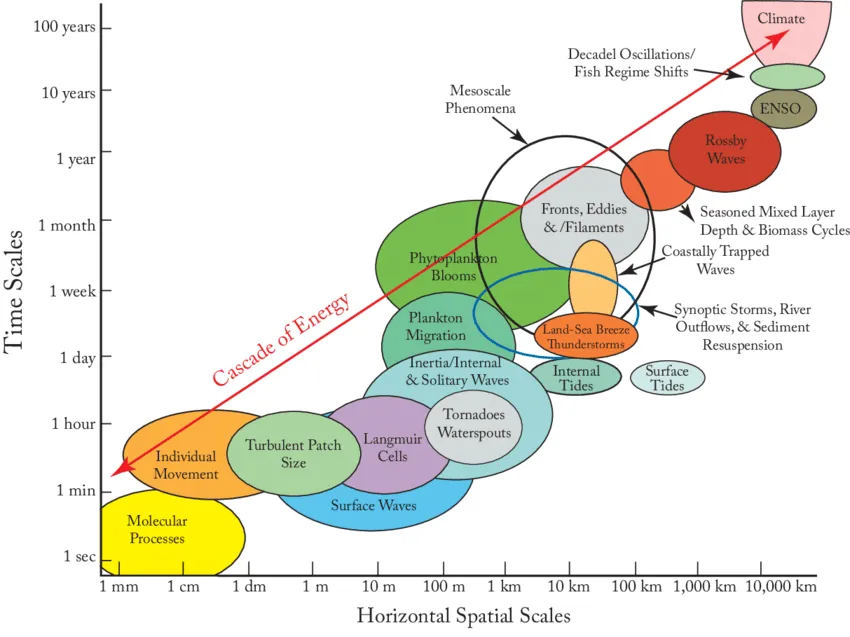 100 years
10 years
1 year
1 month
1 week
1 day
1 hour
1 min
1 sec
Time Scales
Climate
Decadel Oscillations/
Fish Regime Shifts
ENSO
Mesoscale
Phenomena
Rossby
Waves
Seasoned Mixed Layer
Depth & Biomass Cycles
Fronts, Eddies
& /Filaments
Coastally Trapped
Waves
Phytoplankton
Blooms
Synoptic Storms, River
Outflows, & Sediment
Resuspension
Plankton
Migration
Land-Sea Breeze
Thunderstorms
Cascade of Energy
Inertia/Internal
& Solitary Waves
Internal
Tides
Surface
Tides
Tornadoes
Waterspouts
Langmuir
Cells
Turbulent Patch
Size
Individual
Movement
Surface Waves
Molecular
Processes
1 mm 1 cm 1 dm 1 m 10 m 100 m 1 km 10 km 100 km 1,000 km 10,000 km
Horizontal Spatial Scales